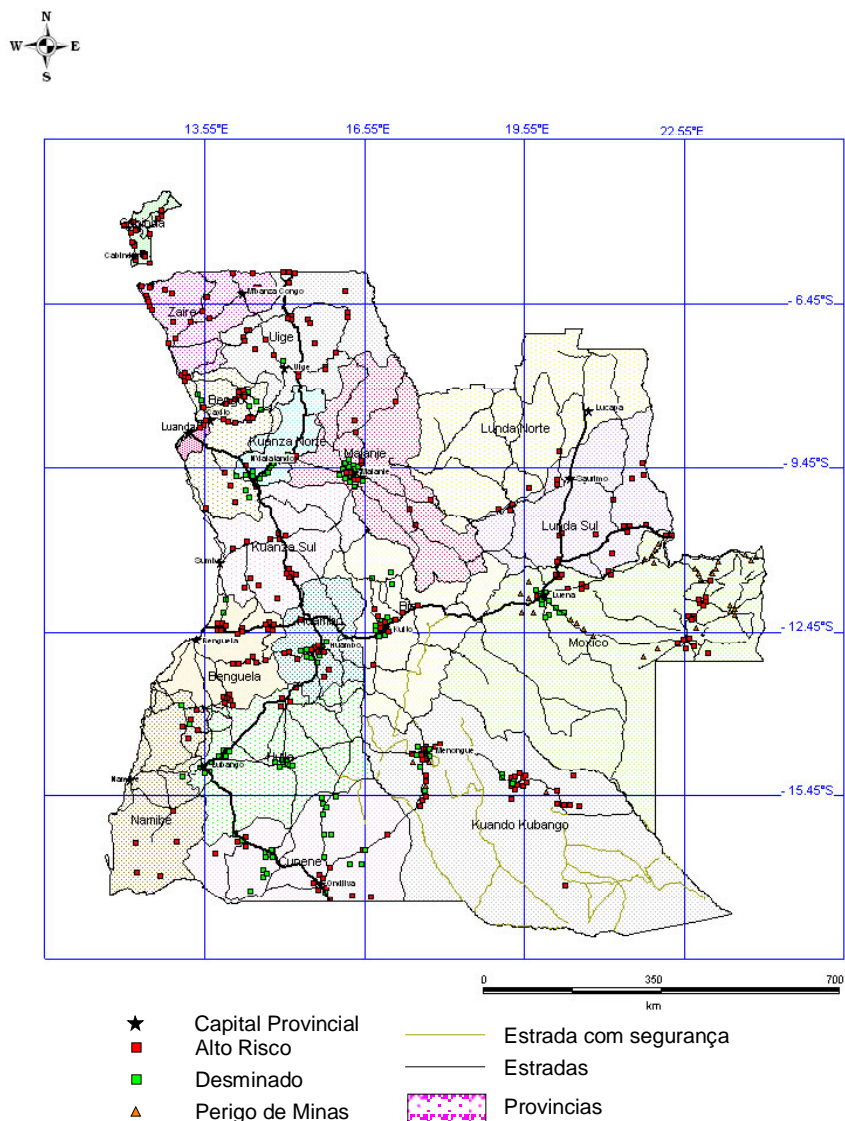 N
W E
S
13.55°E 16.55°E 19.55°E 22.55°E
Cabinda
Mbanza Congo
- 6.45°S
Zaire
Uige
Uige
Bengo
Caxito
Lucapa
Luanda
Kuanza Norte
Lunda Norte
Malanje
N'dalatando
Malanje
- 9.45°S
Saurimo
Lunda Sul
Kuanza Sul
Sumbe
Luena
Bie
Huambo
Kuito
- 12.45°S
Benguela
Huambo
Moxico
Benguela
Menongue
Huila
Lubango
Namibe
- 15.45°S
Namibe
Kuando Kubango
Cunene
Ondjiva
0 350 700
km
Capital Provincial
Alto Risco
Desminado
Perigo de Minas
Estrada com segurança
Estradas
Provincias